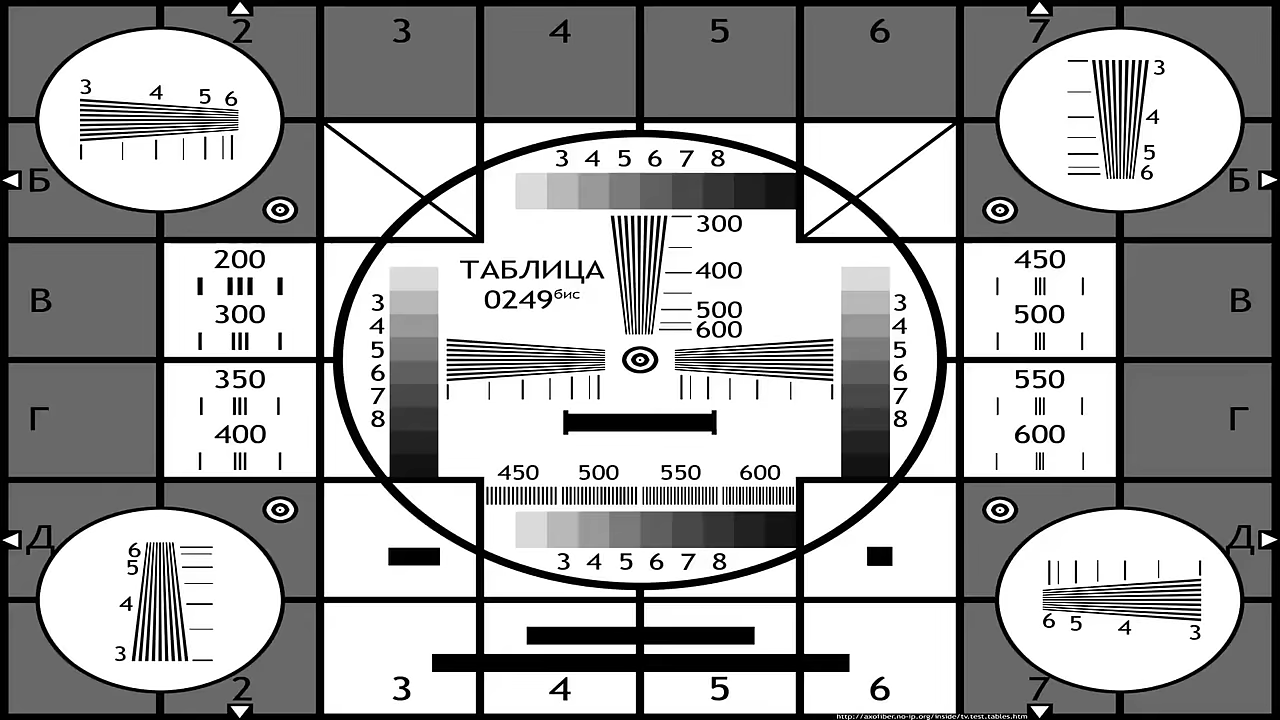 2 3 4 5 6 7
3 4 5 6
3
4
5
6
3 4 5 6 7 8
Б Б
300
400
500
600
ТАБЛИЦА
0249бис
200
300
450
500
В В
3
4
5
6
7
8
3
4
5
6
7
8
350
400
550
600
Г Г
450 500 550 600
3 4 5 6 7 8
Д Д
6
5
4
3
6 5 4 3
2 3 4 5 6 7
http://axofiber.no-ip.org/inside/tv.test.tables.htm